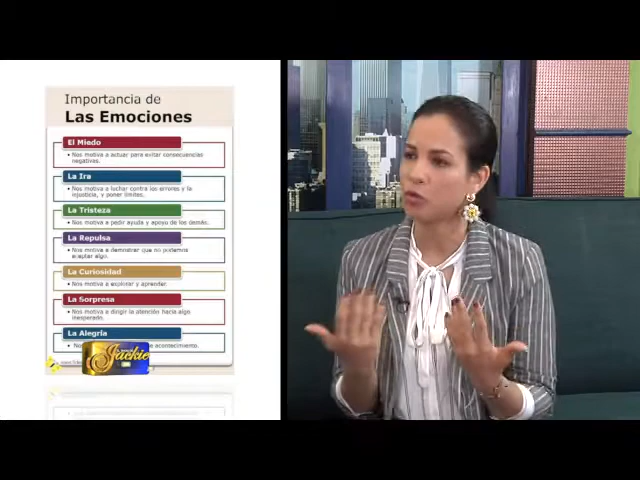 Importancia de
Las Emociones
El Miedo
• Nos motiva a actuar para evitar consecuencias
negativas.
La Ira
• Nos motiva a luchar contra los errores y la
injusticia, y poner límites.
La Tristeza
• Nos motiva a pedir ayuda y apoyo de los demás.
La Repulsa
• Nos motiva a demostrar que no podemos
aceptar algo.
La Curiosidad
• Nos motiva a explorar y aprender.
La Sorpresa
• Nos motiva a dirigir la atención hacia algo
inesperado.
La Alegría
• Nos acontecimiento.
Jackie